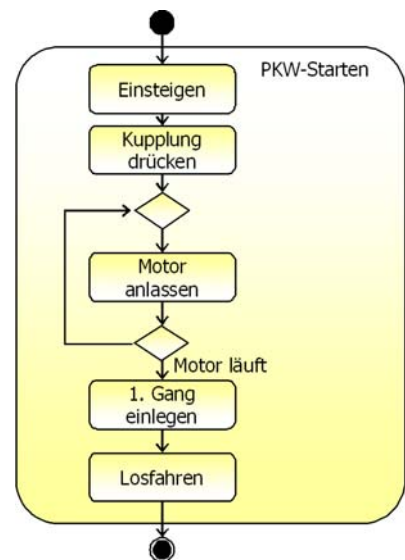 PKW-Starten
Einsteigen
Kupplung
drücken
Motor
anlassen
Motor läuft
1. Gang
einlegen
Losfahren